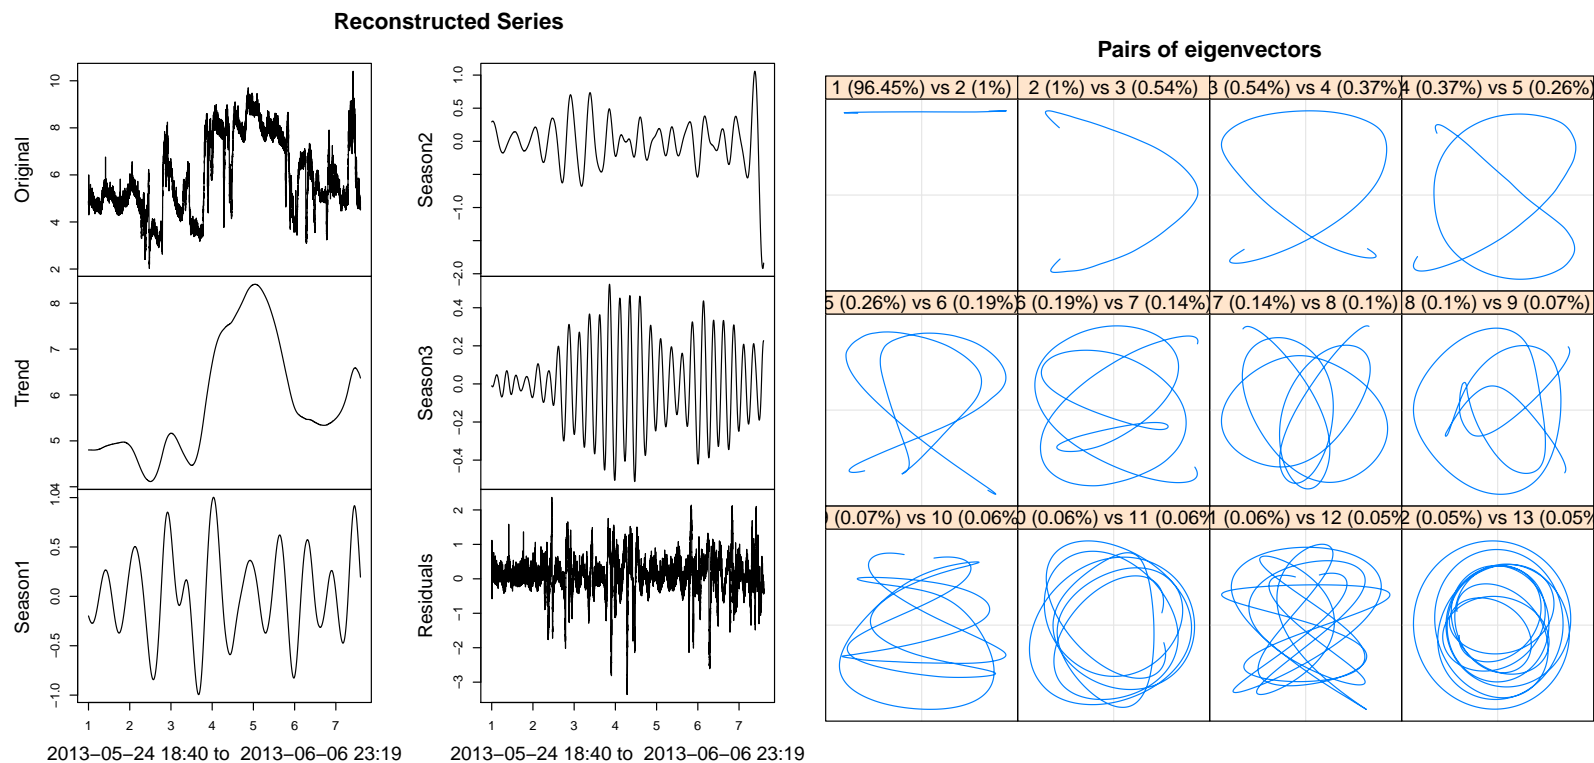 Reconstructed Series
Original
10
8
6
4
2
Trend
8
7
6
5
4
Season1
1.0
0.5
0.0
−0.5
−1.0
1 2 3 4 5 6 7
2013−05−24 18:40 to 2013−06−06 23:19
Season2
1.0
0.5
0.0
−1.0
−2.0
Season3
0.4
0.2
0.0
−0.2
−0.4
Residuals
2
1
0
−1
−2
−3
1 2 3 4 5 6 7
2013−05−24 18:40 to 2013−06−06 23:19
Pairs of eigenvectors
1 (96.45%) vs 2 (1%)
2 (1%) vs 3 (0.54%)
3 (0.54%) vs 4 (0.37%)
4 (0.37%) vs 5 (0.26%)
5 (0.26%) vs 6 (0.19%)
6 (0.19%) vs 7 (0.14%)
7 (0.14%) vs 8 (0.1%)
8 (0.1%) vs 9 (0.07%)
(0.07%) vs 10 (0.06%
(0.06%) vs 11 (0.06%
(0.06%) vs 12 (0.05%
2 (0.05%) vs 13 (0.05%